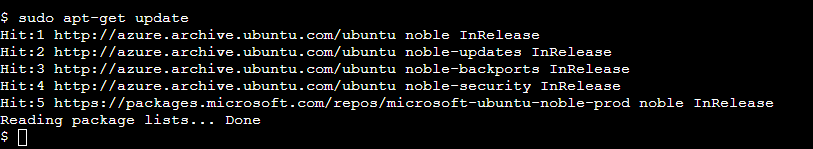 $ sudo apt-get update
Hit:1 http://azure.archive.ubuntu.com/ubuntu noble InRelease
Hit:2 http://azure.archive.ubuntu.com/ubuntu noble-updates InRelease
Hit:3 http://azure.archive.ubuntu.com/ubuntu noble-backports InRelease
Hit:4 http://azure.archive.ubuntu.com/ubuntu noble-security InRelease
Hit:5 https://packages.microsoft.com/repos/microsoft-ubuntu-noble-prod noble InRelease
Reading package lists... Done
$